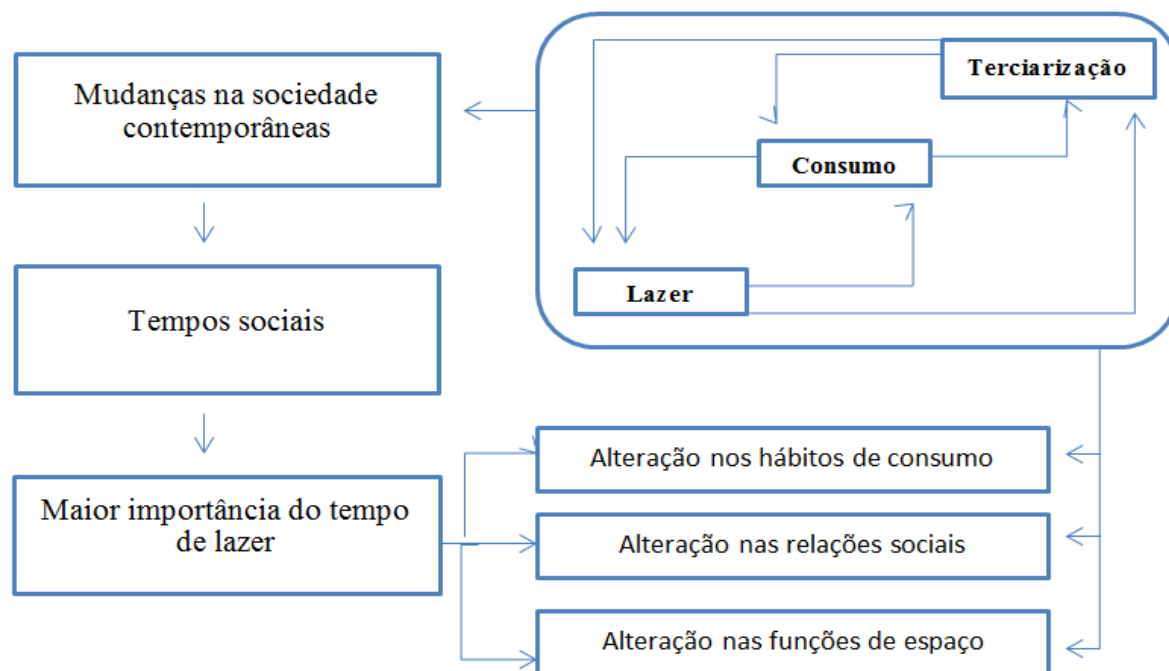 Mudanças na sociedade
contemporâneas
Tempos sociais
Maior importância do tempo
de lazer
Terciarização
Consumo
Lazer
Alteração nos hábitos de consumo
Alteração nas relações sociais
Alteração nas funções de espaço